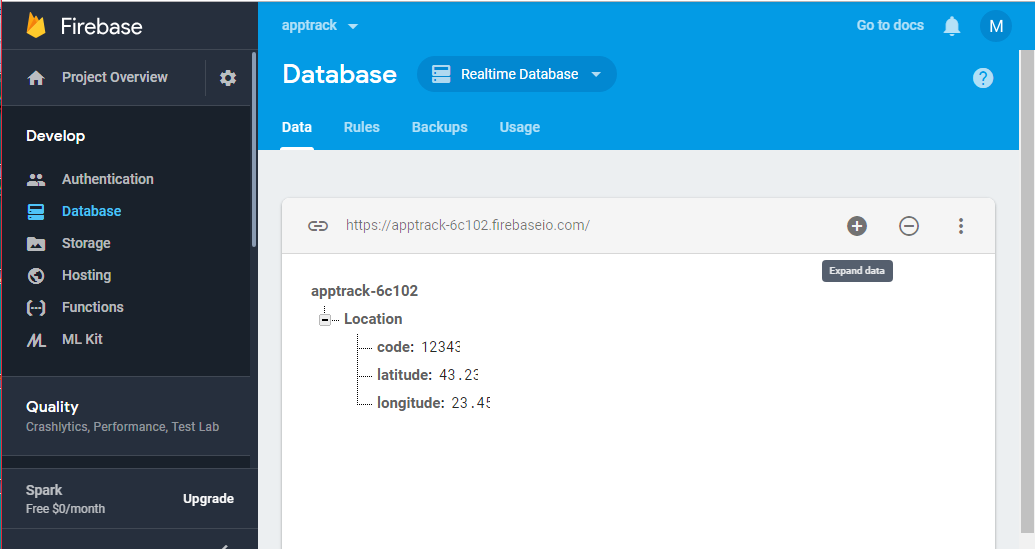 Firebase
apptrack
Go to docs
M
Project Overview
Database
Realtime Database
?
Data
Rules
Backups
Usage
Develop
Authentication
Database
Storage
Hosting
Functions
ML Kit
Quality
Crashlytics, Performance, Test Lab
Spark
Free $0/month
Upgrade
https://apptrack-6c102.firebaseio.com/
Expand data
apptrack-6c102
Location
code: 12343
latitude: 43.23
longitude: 23.45